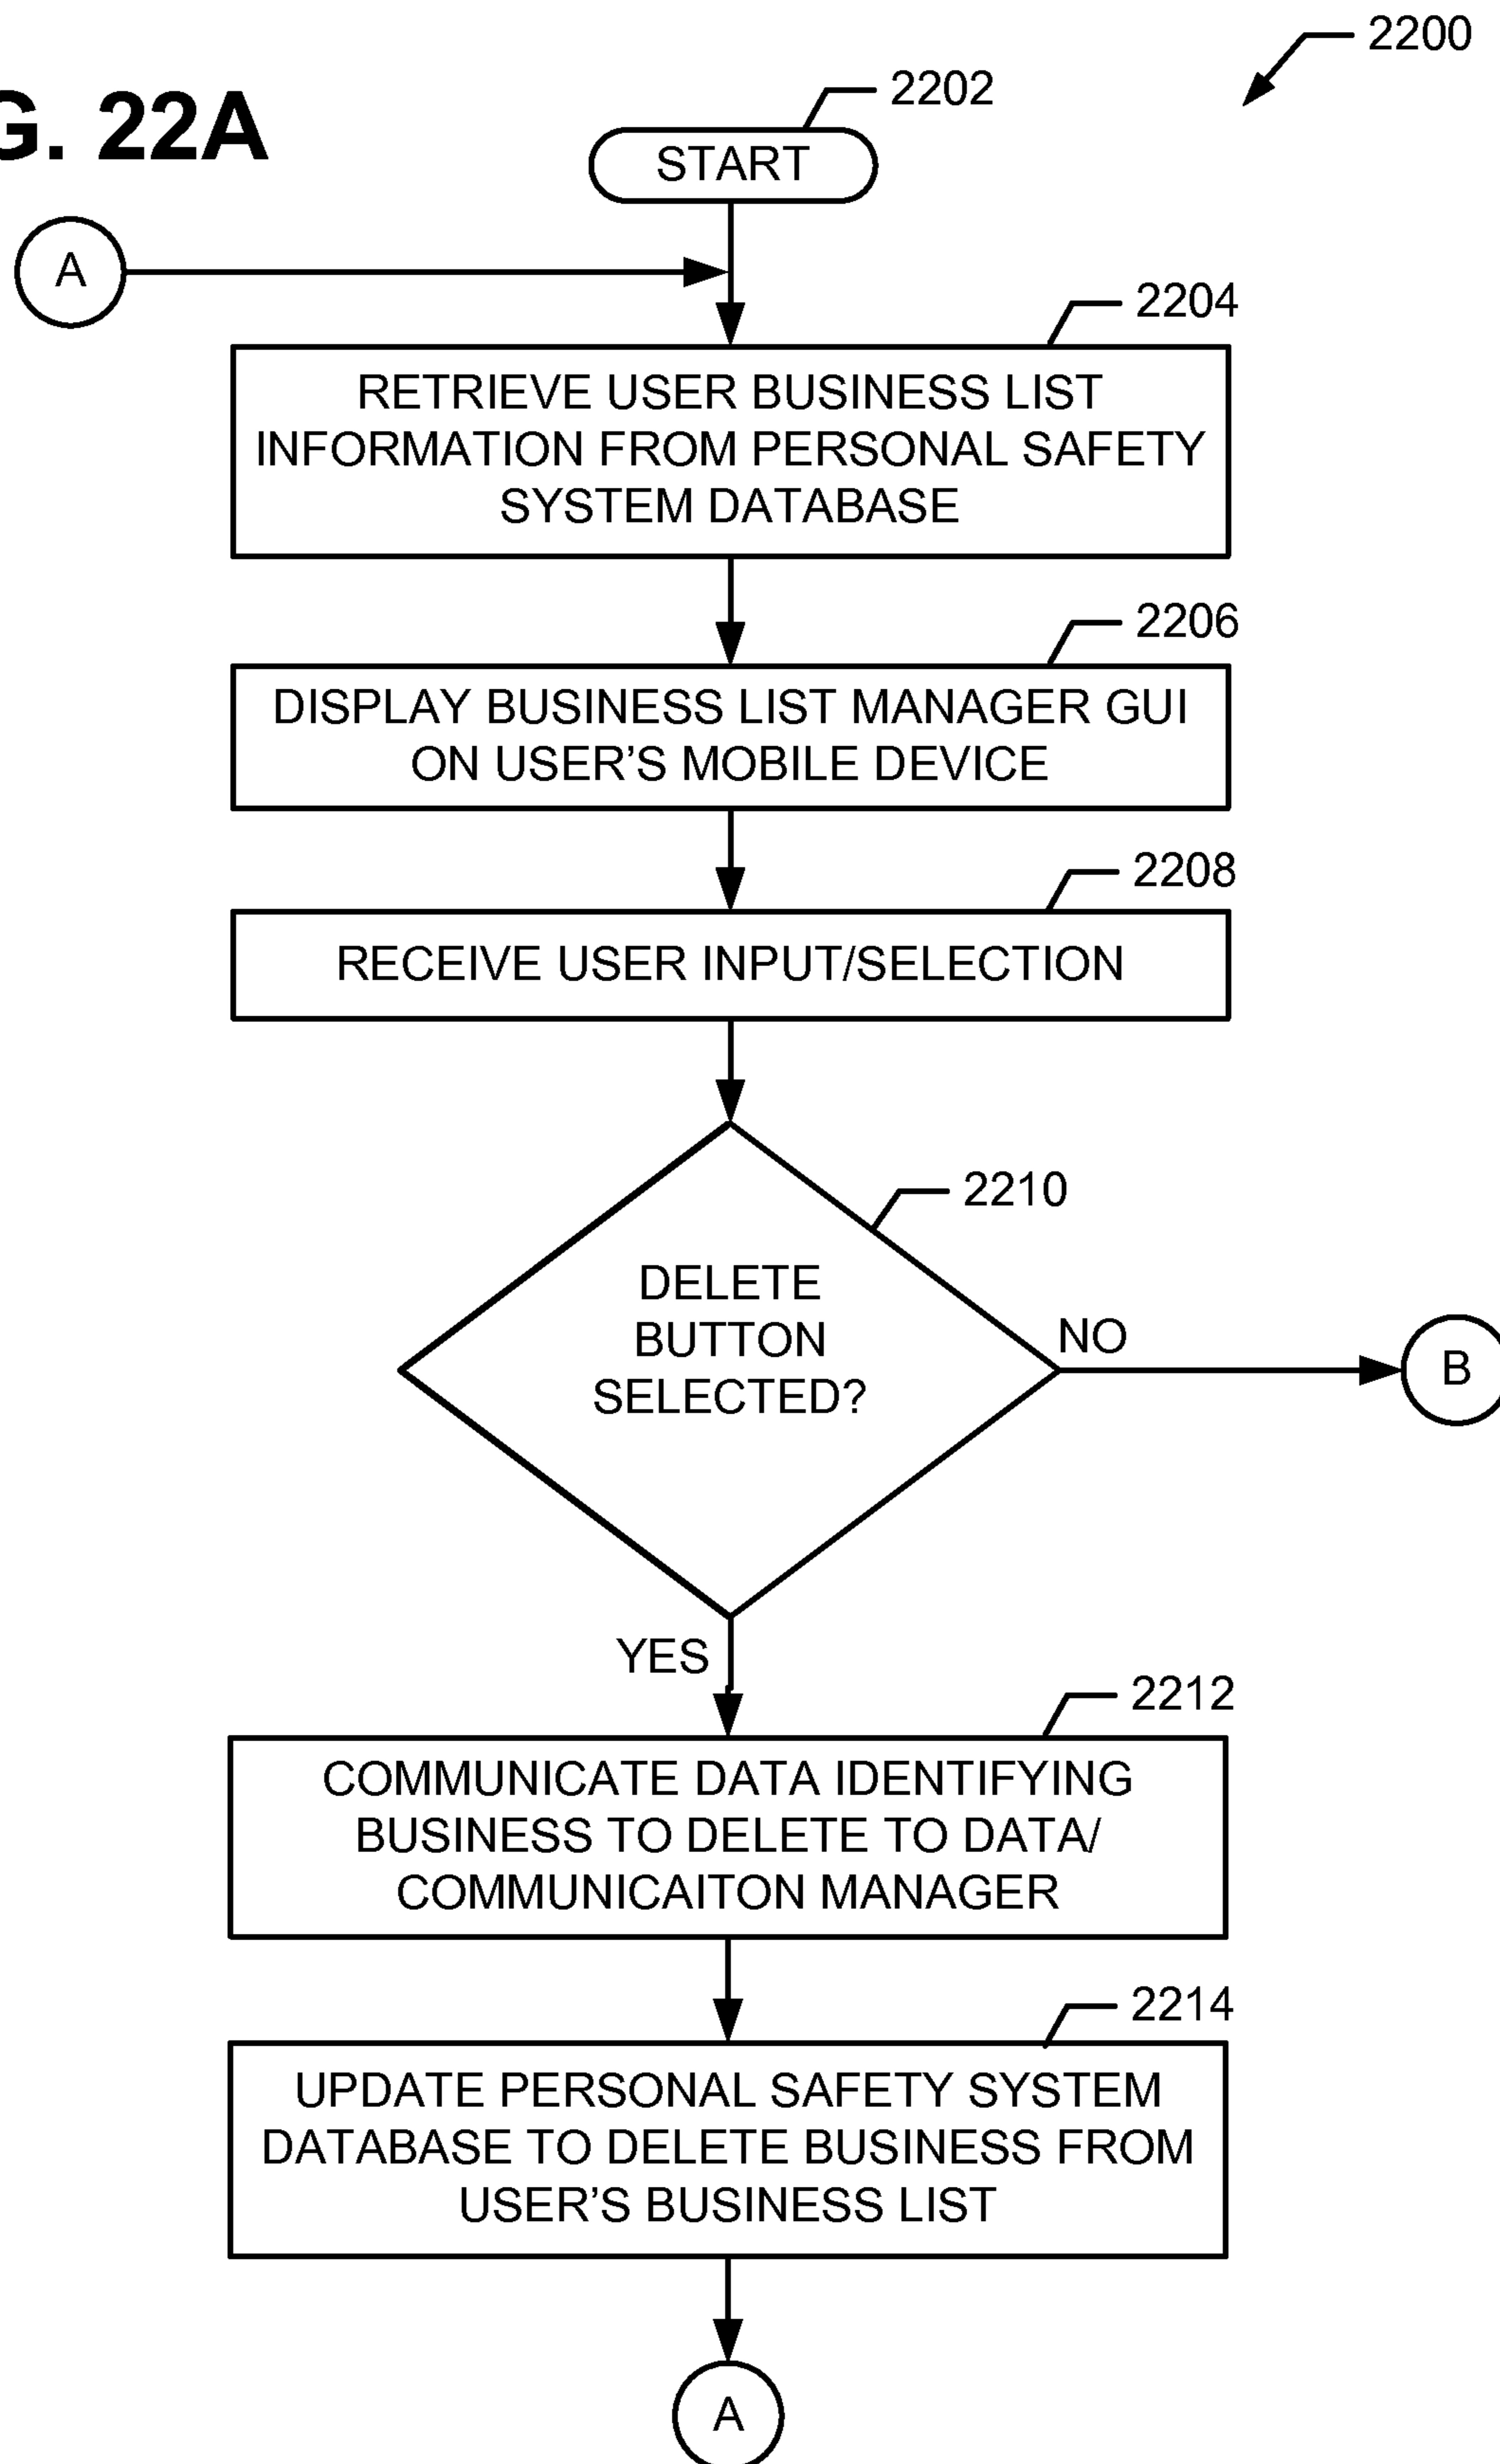 2200
2202
G. 22A
START
A
2204
RETRIEVE USER BUSINESS LIST
INFORMATION FROM PERSONAL SAFETY
SYSTEM DATABASE
2206
DISPLAY BUSINESS LIST MANAGER GUI
ON USER’S MOBILE DEVICE
2208
RECEIVE USER INPUT/SELECTION
2210
DELETE
BUTTON
SELECTED?
NO
B
YES
2212
COMMUNICATE DATA IDENTIFYING
BUSINESS TO DELETE TO DATA/
COMMUNICAITON MANAGER
2214
UPDATE PERSONAL SAFETY SYSTEM
DATABASE TO DELETE BUSINESS FROM
USER’S BUSINESS LIST
A